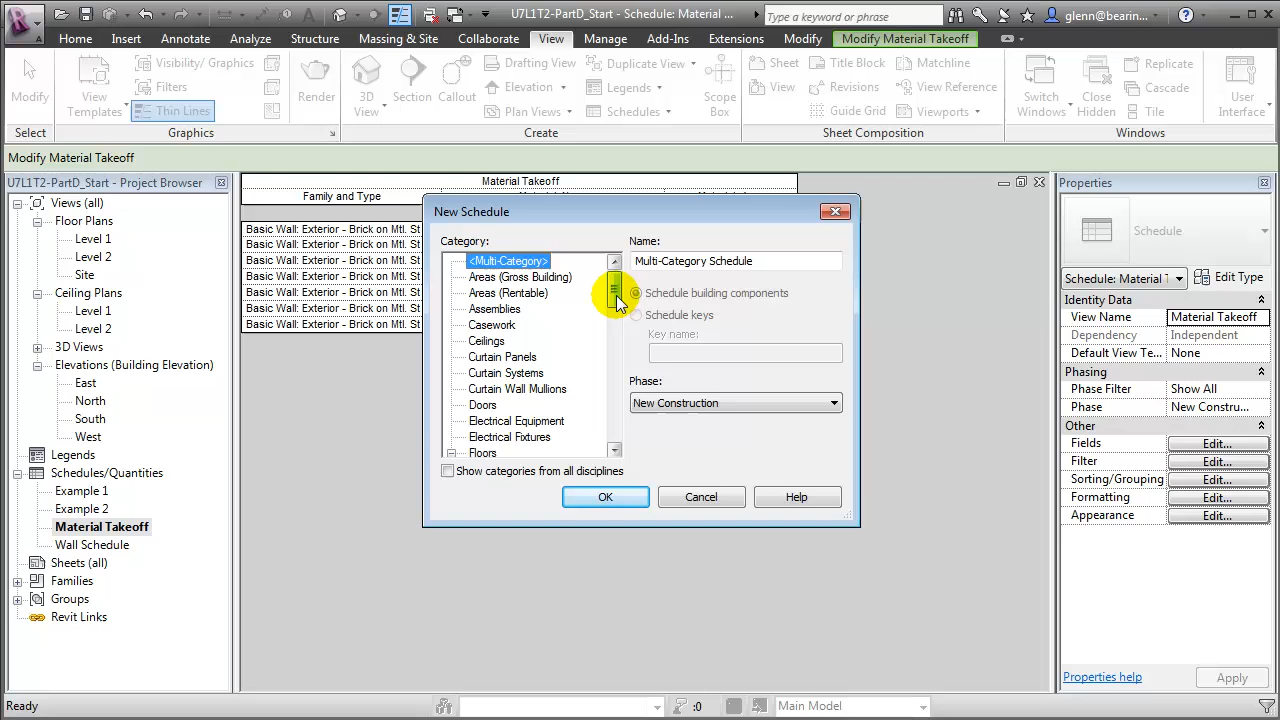 U7L1T2-PartD_Start - Schedule: Material ...
Type a keyword or phrase
glenn@bearin...
Home Insert Annotate Analyze Structure Massing & Site Collaborate View Manage Add-Ins Extensions Modify Modify Material Takeoff
Modify
View
Templates
Visibility/ Graphics
Filters
Thin Lines
Render
3D
View
Section
Callout
Drafting View
Elevation
Plan Views
Duplicate View
Legends
Schedules
Scope
Box
Sheet
View
Title Block
Revisions
Guide Grid
Matchline
View Reference
Viewports
Switch
Windows
Close
Hidden
Replicate
Cascade
Tile
User
Interface
Select Graphics Create Sheet Composition Windows
Modify Material Takeoff
U7L1T2-PartD_Start - Project Browser
Views (all)
Floor Plans
Level 1
Level 2
Site
Ceiling Plans
Level 1
Level 2
3D Views
Elevations (Building Elevation)
East
North
South
West
Legends
Schedules/Quantities
Example 1
Example 2
Material Takeoff
Wall Schedule
Sheets (all)
Families
Groups
Revit Links
Material Takeoff
Family and Type
Basic Wall: Exterior - Brick on Mtl. St
Basic Wall: Exterior - Brick on Mtl. St
Basic Wall: Exterior - Brick on Mtl. St
Basic Wall: Exterior - Brick on Mtl. St
Basic Wall: Exterior - Brick on Mtl. St
Basic Wall: Exterior - Brick on Mtl. St
Basic Wall: Exterior - Brick on Mtl. St
New Schedule
Category:
<Multi-Category>
Areas (Gross Building)
Areas (Rentable)
Assemblies
Casework
Ceilings
Curtain Panels
Curtain Systems
Curtain Wall Mullions
Doors
Electrical Equipment
Electrical Fixtures
Floors
Show categories from all disciplines
Name:
Multi-Category Schedule
Schedule building components
Schedule keys
Key name:
Phase:
New Construction
OK Cancel Help
Properties
Schedule
Schedule: Material T
Edit Type
Identity Data
View Name Material Takeoff
Dependency Independent
Default View Te... None
Phasing
Phase Filter Show All
Phase New Constru...
Other
Fields Edit...
Filter Edit...
Sorting/Grouping Edit...
Formatting Edit...
Appearance Edit...
Properties help
Apply
Ready
:0
Main Model